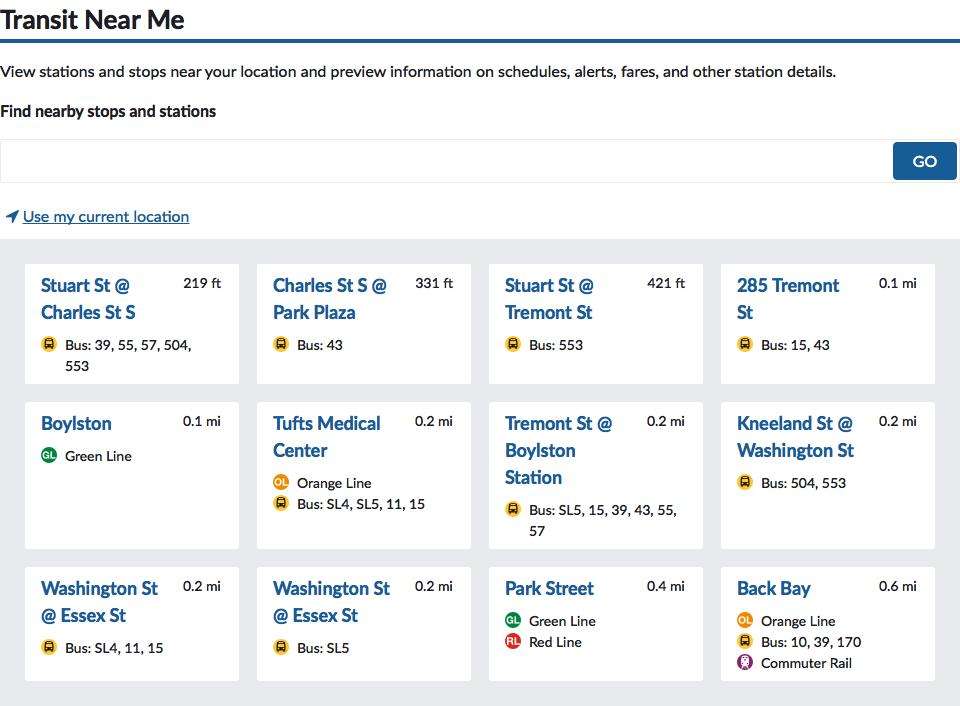 Transit Near Me
View stations and stops near your location and preview information on schedules, alerts, fares, and other station details.
Find nearby stops and stations
GO
Use my current location
Stuart St @
Charles St S
219 ft
Bus: 39, 55, 57, 504,
553
Charles St S @
Park Plaza
331 ft
Bus: 43
Stuart St @
Tremont St
421 ft
Bus: 553
285 Tremont
St
0.1 mi
Bus: 15, 43
Boylston
0.1 mi
GL Green Line
Tufts Medical
Center
0.2 mi
OL Orange Line
Bus: SL4, SL5, 11, 15
Tremont St @
Boylston
Station
0.2 mi
Bus: SL5, 15, 39, 43, 55,
57
Kneeland St @
Washington St
0.2 mi
Bus: 504, 553
Washington St
@ Essex St
0.2 mi
Bus: SL4, 11, 15
Washington St
@ Essex St
0.2 mi
Bus: SL5
Park Street
0.4 mi
GL Green Line
RL Red Line
Back Bay
0.6 mi
OL Orange Line
Bus: 10, 39, 170
Commuter Rail